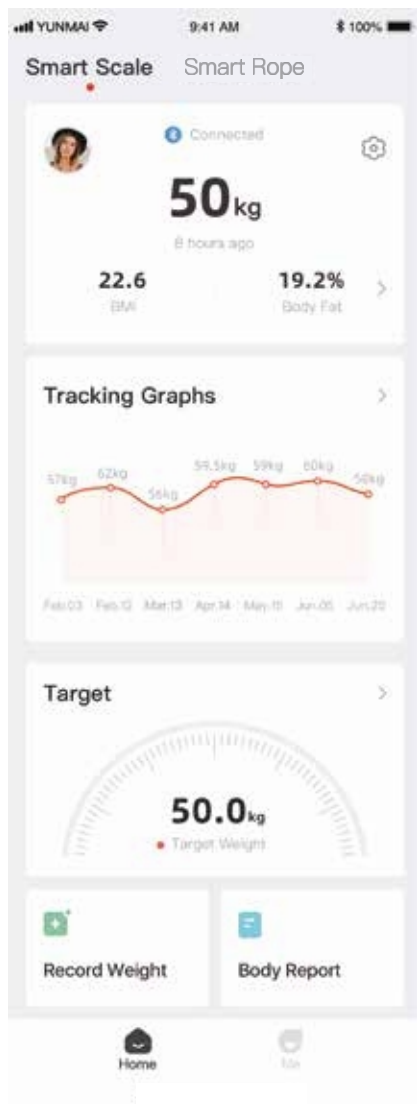 YUNMAI 9:41 AM 100%
Smart Scale Smart Rope
Connected
50kg
8 hours ago
22.6 19.2%
BMI Body Fat
Tracking Graphs
57kg 62kg 56kg 59.5kg 59kg 60kg
Feb.03 Feb.12 Mar.13 Apr.14 May.15 Jun.05 Jun.20
Target
50.0kg
Target Weight
Record Weight Body Report
Home Me